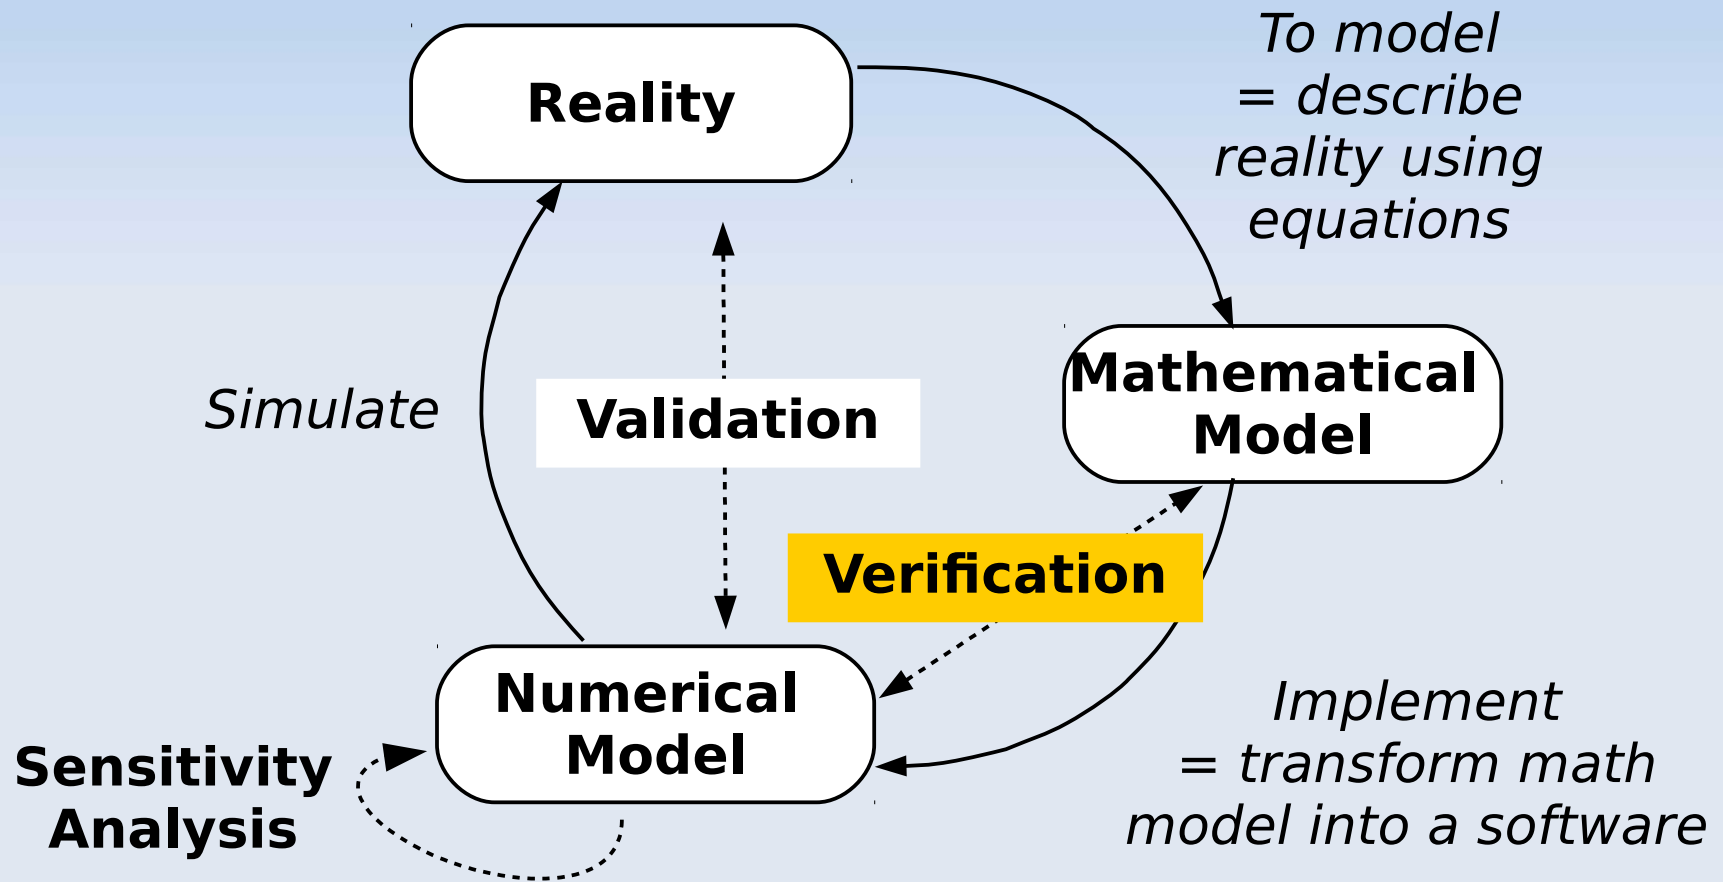 Reality
To model
= describe
reality using
equations
Mathematical
Model
Simulate
Validation
Verification
Numerical
Model
Sensitivity
Analysis
Implement
= transform math
model into a software